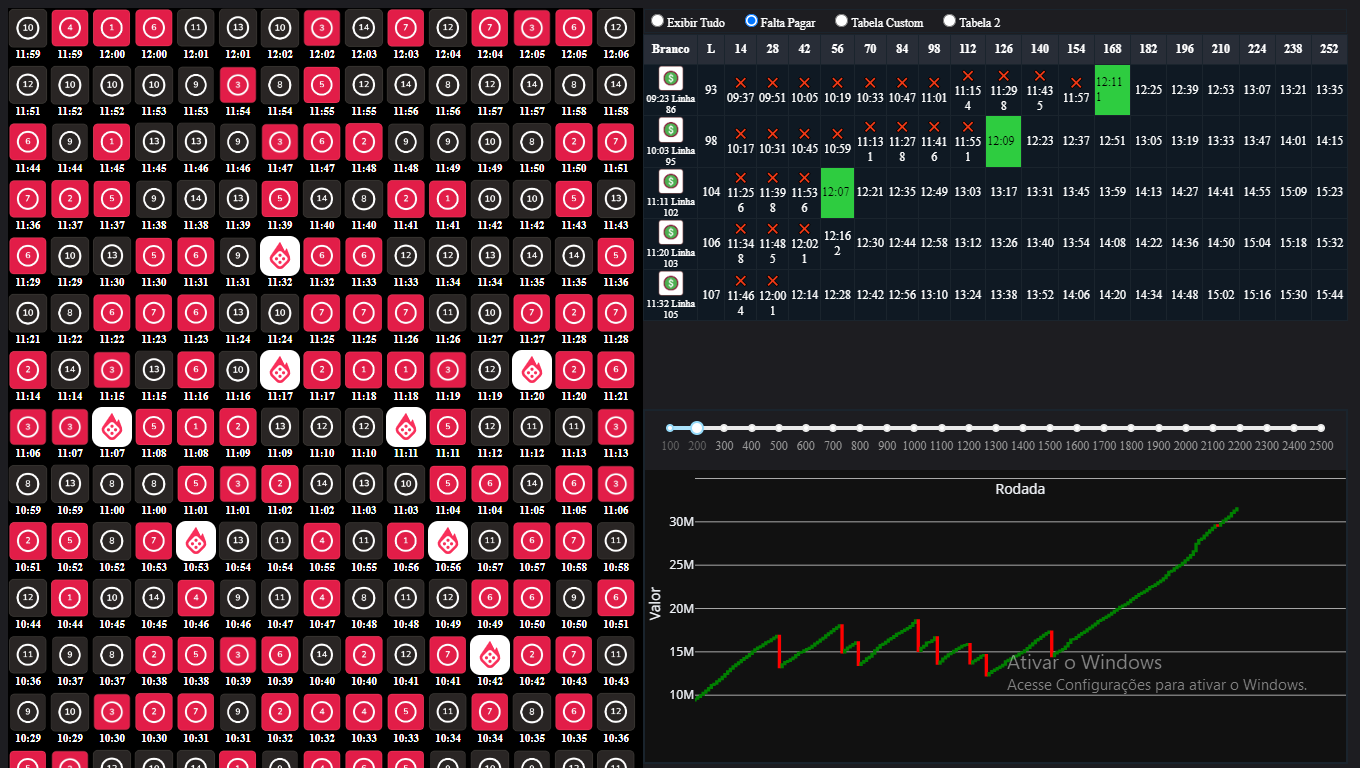 10 4 1 6 11 13 10 3 14 7 12 7 3 6 12
11:59 11:59 12:00 12:00 12:01 12:01 12:02 12:02 12:03 12:03 12:04 12:04 12:05 12:05 12:06
12 10 10 10 9 3 8 5 12 12 12 14 14 12 12
11:51 11:52 11:52 11:53 11:53 11:54 11:54 11:55 11:55 11:56 11:56 11:57 11:57 11:58 11:58
6 9 1 13 13 9 3 6 2 9 9 9 8 2 7
11:44 11:44 11:45 11:45 11:46 11:46 11:47 11:47 11:48 11:48 11:49 11:49 11:50 11:50 11:51
7 2 5 9 14 13 5 14 8 2 1 10 10 5 13
11:36 11:37 11:37 11:38 11:38 11:39 11:39 11:40 11:40 11:41 11:41 11:42 11:42 11:43 11:43
6 10 13 5 6 9 6 6 12 12 13 14 14 5
11:29 11:29 11:30 11:30 11:31 11:31 11:32 11:32 11:33 11:33 11:34 11:34 11:35 11:35 11:36
10 8 6 7 6 13 10 7 7 7 11 10 7 2 7
11:21 11:22 11:22 11:23 11:23 11:24 11:24 11:25 11:25 11:26 11:26 11:27 11:27 11:28 11:28
2 14 3 13 6 10 2 1 1 3 12 2 6
11:14 11:14 11:15 11:15 11:16 11:16 11:17 11:17 11:18 11:18 11:19 11:19 11:20 11:20 11:21
3 3 5 1 2 13 12 12 5 12 11 11 3
11:06 11:07 11:07 11:08 11:08 11:09 11:09 11:10 11:10 11:11 11:11 11:12 11:12 11:13 11:13
8 13 8 8 5 3 2 14 13 10 5 6 14 6 3
10:59 10:59 11:00 11:00 11:01 11:01 11:02 11:02 11:03 11:03 11:04 11:04 11:05 11:05 11:06
2 5 8 7 13 11 4 11 1 11 6 7 11
10:51 10:52 10:52 10:53 10:53 10:54 10:54 10:55 10:55 10:56 10:56 10:57 10:57 10:58 10:58
12 1 10 14 4 9 11 4 8 11 12 6 6 9 6
10:44 10:44 10:45 10:45 10:46 10:46 10:47 10:47 10:48 10:48 10:49 10:49 10:50 10:50 10:51
11 9 8 2 5 3 6 14 2 12 7 2 7 11
10:36 10:37 10:37 10:38 10:38 10:39 10:39 10:40 10:40 10:41 10:41 10:42 10:42 10:43 10:43
9 10 3 2 7 9 2 4 4 5 11 7 8 6 12
10:29 10:29 10:30 10:30 10:31 10:31 10:32 10:32 10:33 10:33 10:34 10:34 10:35 10:35 10:36
Exibir Tudo Falta Pagar Tabela Custom Tabela 2
Branco L 14 28 42 56 70 84 98 112 126 140 154 168 182 196 210 224 238 252
09:23 Linha 86 93 09:37 09:51 10:05 10:19 10:33 10:47 11:01 11:15 4 11:29 8 11:43 5 11:57 12:11 1 12:25 12:39 12:53 13:07 13:21 13:35
10:03 Linha 95 98 10:17 10:31 10:45 10:59 11:13 1 11:27 8 11:41 6 11:55 1 12:09 12:23 12:37 12:51 13:05 13:19 13:33 13:47 14:01 14:15
11:11 Linha 102 104 11:25 6 11:39 8 11:53 6 12:07 12:21 12:35 12:49 13:03 13:17 13:31 13:45 13:59 14:13 14:27 14:41 14:55 15:09 15:23
11:20 Linha 103 106 11:34 8 11:48 5 12:02 1 12:16 2 12:30 12:44 12:58 13:12 13:26 13:40 13:54 14:08 14:22 14:36 14:50 15:04 15:18 15:32
11:32 Linha 105 107 11:46 4 12:00 1 12:14 12:28 12:42 12:56 13:10 13:24 13:38 13:52 14:06 14:20 14:34 14:48 15:02 15:16 15:30 15:44
100 200 300 400 500 600 700 800 900 1000 1100 1200 1300 1400 1500 1600 1700 1800 1900 2000 2100 2200 2300 2400 2500
Rodada
Valor
30M
25M
20M
15M
10M
Ativar o Windows
Acesse Configurações para ativar o Windows.